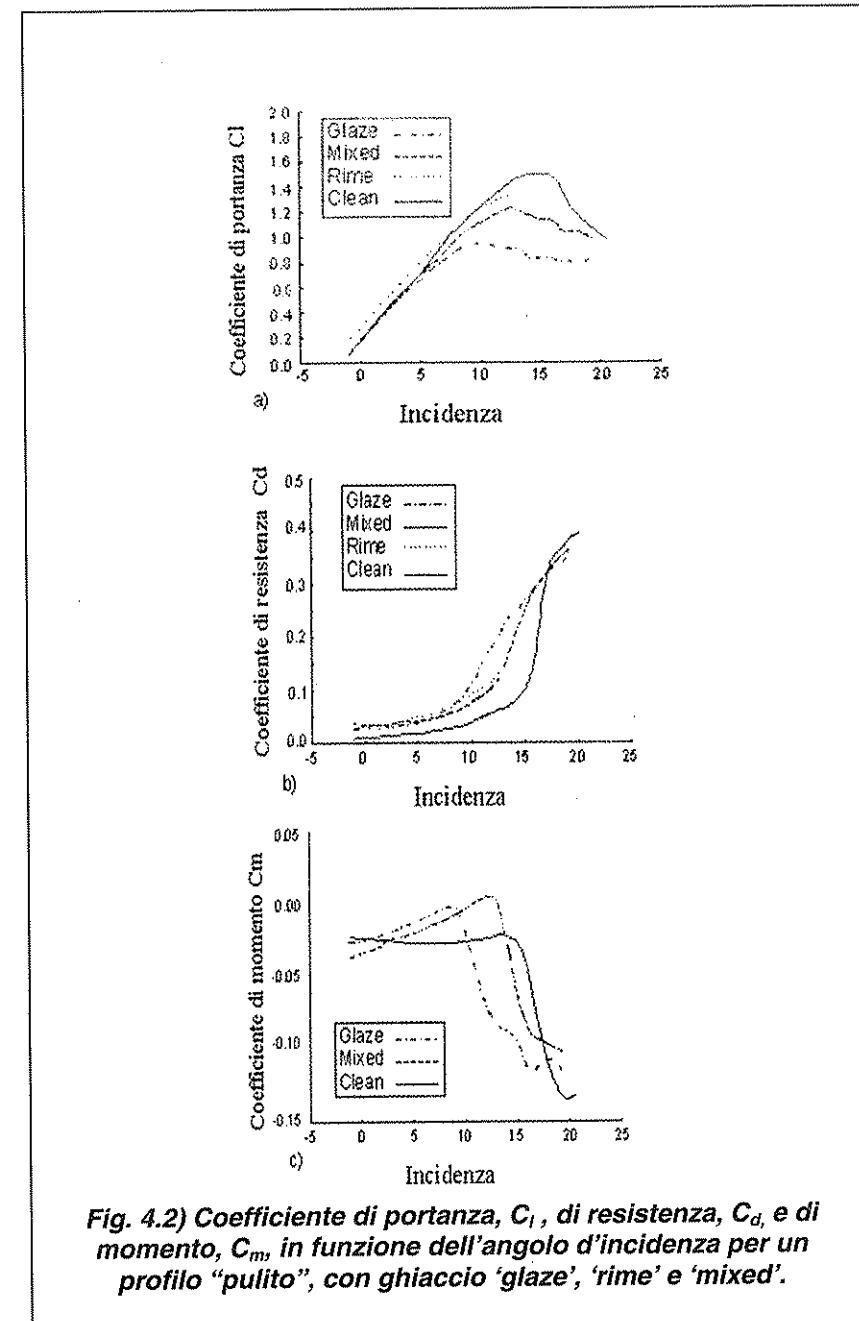 Coefficiente di portanza Cl
2.0
1.8
1.6
1.4
1.2
1.0
0.8
0.6
0.4
0.2
0.0
Glaze
Mixed
Rime
Clean
-5 0 5 10 15 20 25
a)
Incidenza
Coefficiente di resistenza Cd
0.5
0.4
0.3
0.2
0.1
0.0
Glaze
Mixed
Rime
Clean
-5 0 5 10 15 20 25
b)
Incidenza
Coefficiente di momento Cm
0.05
0.00
-0.05
-0.10
-0.15
Glaze
Mixed
Clean
-5 0 5 10 15 20 25
c)
Incidenza
Fig. 4.2) Coefficiente di portanza, Cl , di resistenza, Cd, e di
momento, Cm, in funzione dell'angolo d'incidenza per un
profilo “pulito”, con ghiaccio ‘glaze’, ‘rime’ e ‘mixed’.